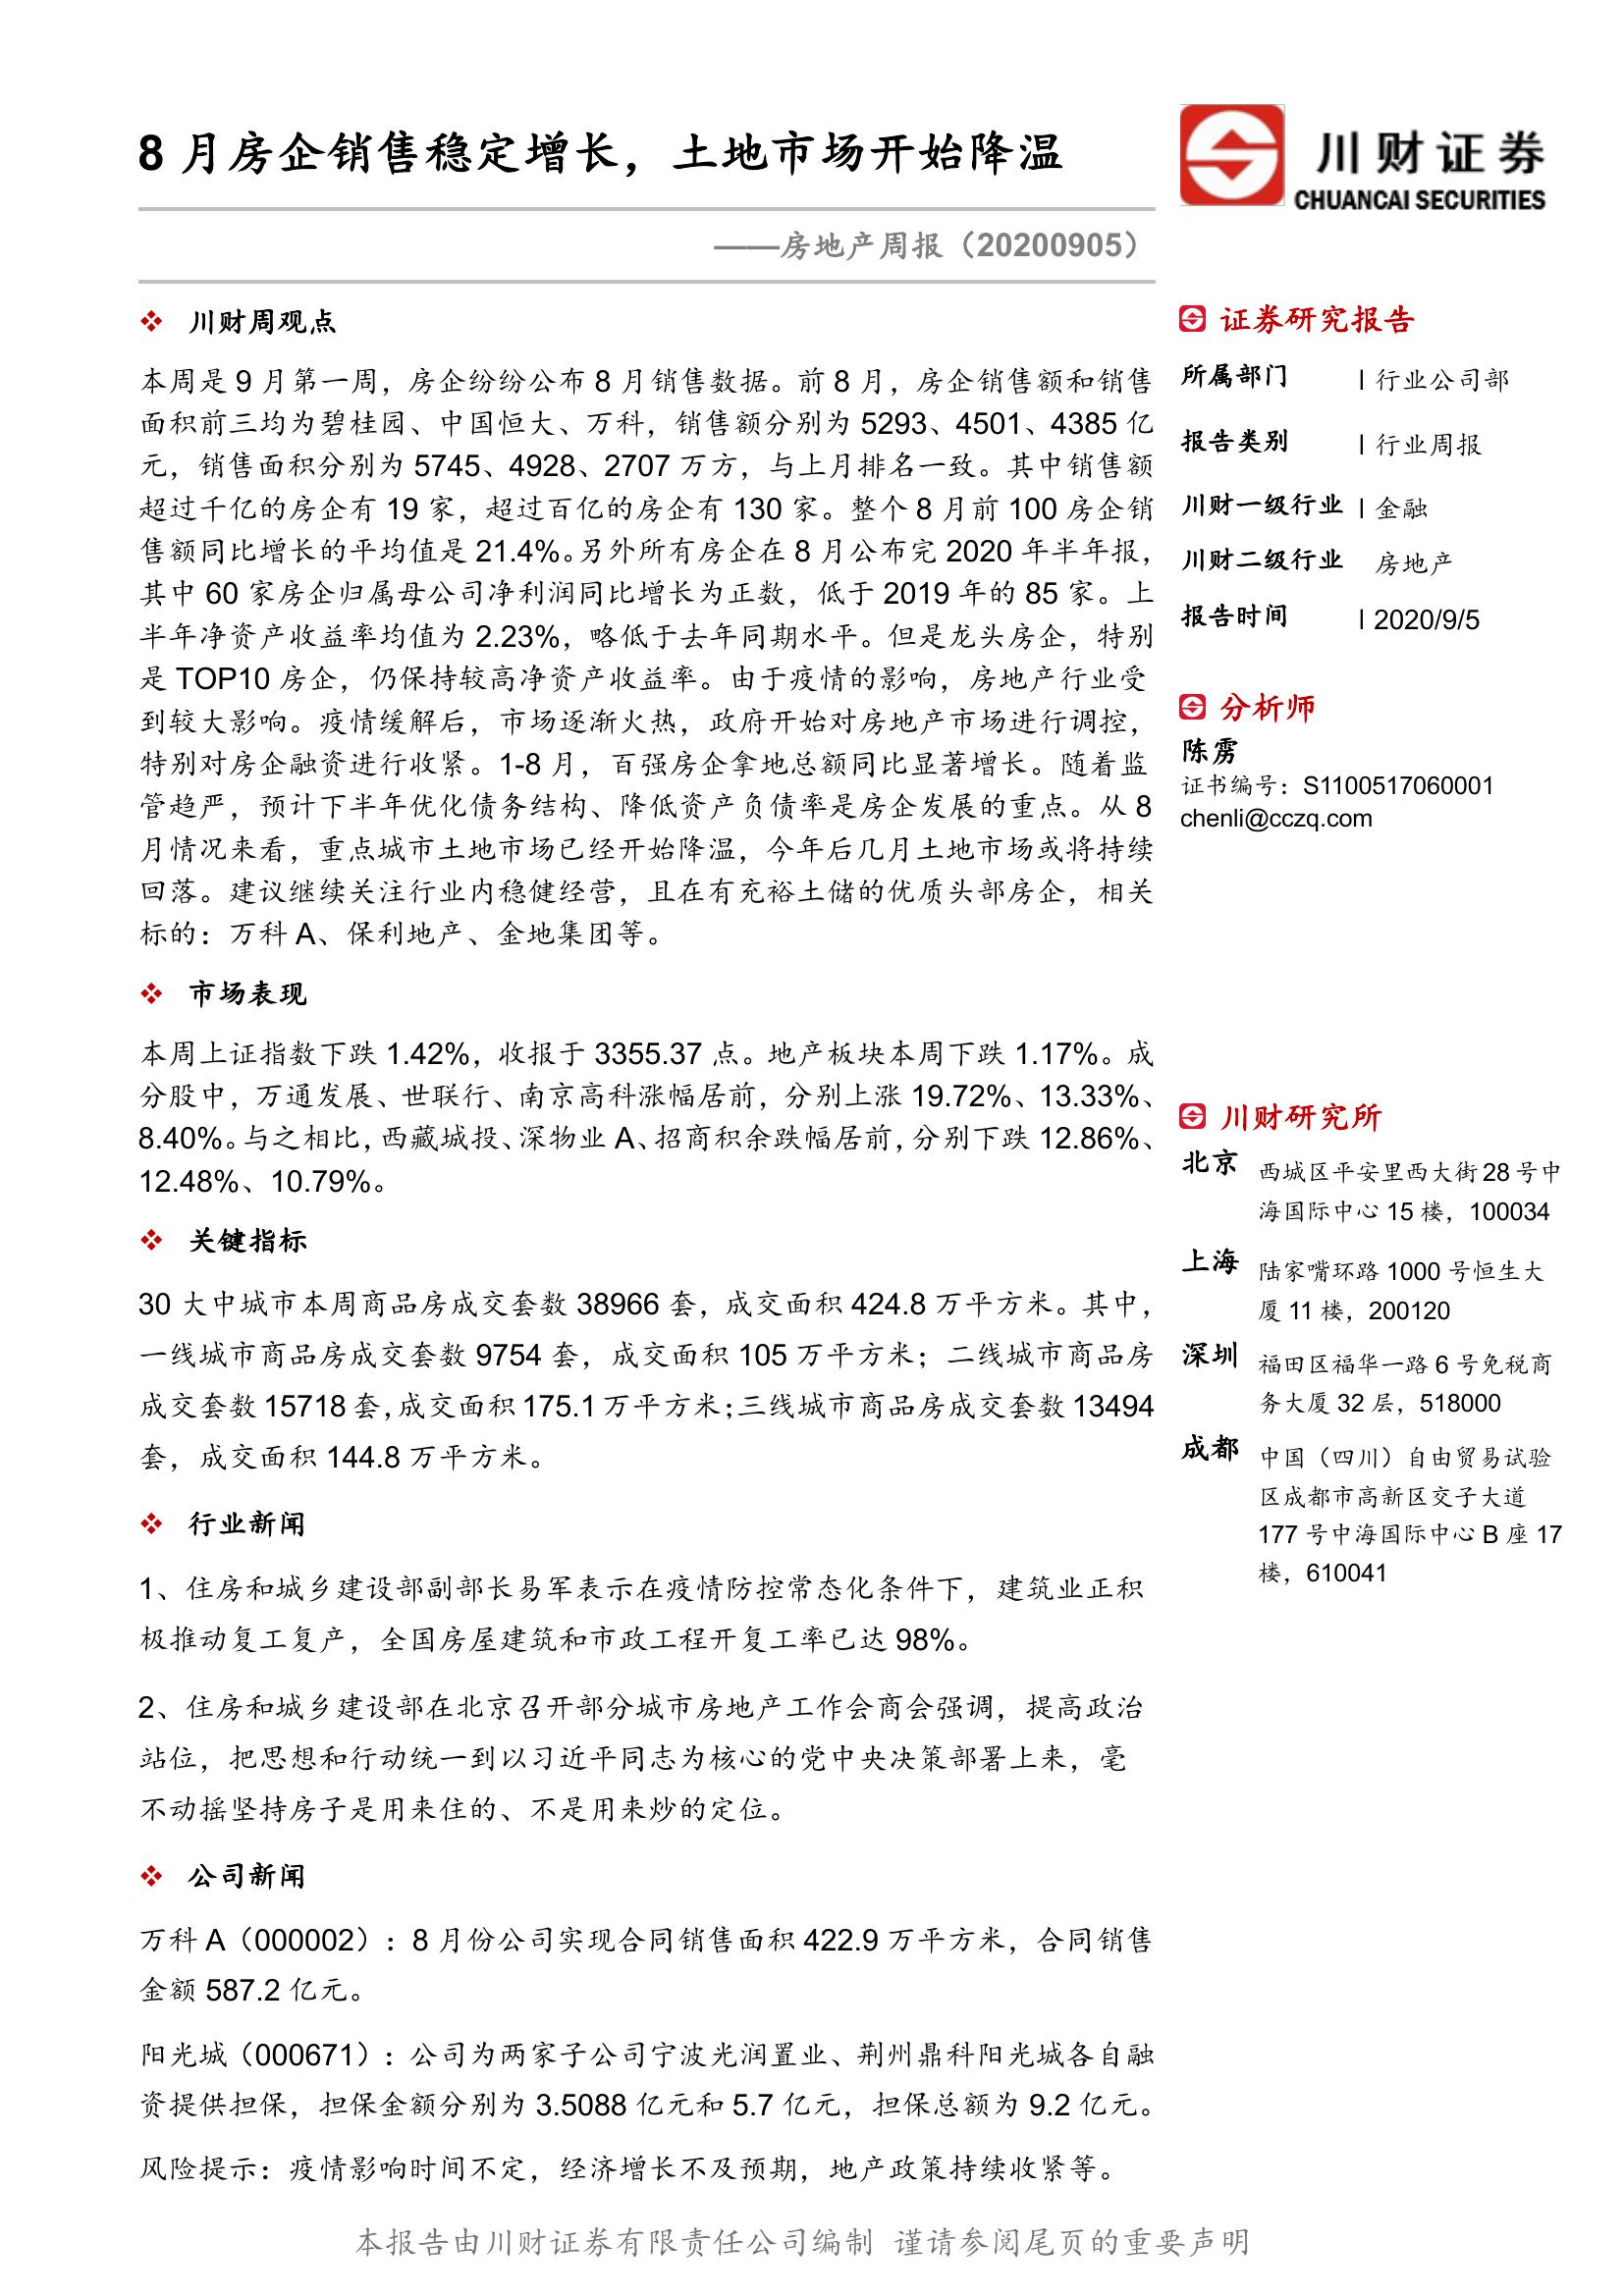 8 月房企销售稳定增长，土地市场开始降温
——房地产周报（20200905）
川财证券
CHUANCAI SECURITIES
川财周观点
本周是 9 月第一周，房企纷纷公布 8 月销售数据。前 8 月，房企销售额和销售
面积前三均为碧桂园、中国恒大、万科，销售额分别为 5293、4501、4385 亿
元，销售面积分别为 5745、4928、2707 万方，与上月排名一致。其中销售额
超过千亿的房企有 19 家，超过百亿的房企有 130 家。整个 8 月前 100 房企销
售额同比增长的平均值是 21.4%。另外所有房企在 8 月公布完 2020 年半年报，
其中 60 家房企归属母公司净利润同比增长为正数，低于 2019 年的 85 家。上
半年净资产收益率均值为 2.23%，略低于去年同期水平。但是龙头房企，特别
是 TOP10 房企，仍保持较高净资产收益率。由于疫情的影响，房地产行业受
到较大影响。疫情缓解后，市场逐渐火热，政府开始对房地产市场进行调控，
特别对房企融资进行收紧。1-8 月，百强房企拿地总额同比显著增长。随着监
管趋严，预计下半年优化债务结构、降低资产负债率是房企发展的重点。从 8
月情况来看，重点城市土地市场已经开始降温，今年后几月土地市场或将持续
回落。建议继续关注行业内稳健经营，且在有充裕土储的优质头部房企，相关
标的：万科 A、保利地产、金地集团等。
市场表现
本周上证指数下跌 1.42%，收报于 3355.37 点。地产板块本周下跌 1.17%。成
分股中，万通发展、世联行、南京高科涨幅居前，分别上涨 19.72%、13.33%、
8.40%。与之相比，西藏城投、深物业 A、招商积余跌幅居前，分别下跌 12.86%、
12.48%、10.79%。
关键指标
30 大中城市本周商品房成交套数 38966 套，成交面积 424.8 万平方米。其中，
一线城市商品房成交套数 9754 套，成交面积 105 万平方米；二线城市商品房
成交套数 15718 套，成交面积 175.1 万平方米；三线城市商品房成交套数 13494
套，成交面积 144.8 万平方米。
行业新闻
1、住房和城乡建设部副部长易军表示在疫情防控常态化条件下，建筑业正积
极推动复工复产，全国房屋建筑和市政工程开复工率已达 98%。
2、住房和城乡建设部在北京召开部分城市房地产工作会商会强调，提高政治
站位，把思想和行动统一到以习近平同志为核心的党中央决策部署上来，毫
不动摇坚持房子是用来住的、不是用来炒的定位。
公司新闻
万科 A（000002）：8 月份公司实现合同销售面积 422.9 万平方米，合同销售
金额 587.2 亿元。
阳光城（000671）：公司为两家子公司宁波光润置业、荆州鼎科阳光城各自融
资提供担保，担保金额分别为 3.5088 亿元和 5.7 亿元，担保总额为 9.2 亿元。
风险提示：疫情影响时间不定，经济增长不及预期，地产政策持续收紧等。
证券研究报告
所属部门 | 行业公司部
报告类别 | 行业周报
川财一级行业 | 金融
川财二级行业 房地产
报告时间 | 2020/9/5
分析师
陈雳
证书编号：S1100517060001
chenli@cczq.com
川财研究所
北京 西城区平安里西大街 28 号中
海国际中心 15 楼，100034
上海 陆家嘴环路 1000 号恒生大
厦 11 楼，200120
深圳 福田区福华一路 6 号免税商
务大厦 32 层，518000
成都 中国（四川）自由贸易试验
区成都市高新区交子大道
177 号中海国际中心 B 座 17
楼，610041
本报告由川财证券有限责任公司编制 谨请参阅尾页的重要声明